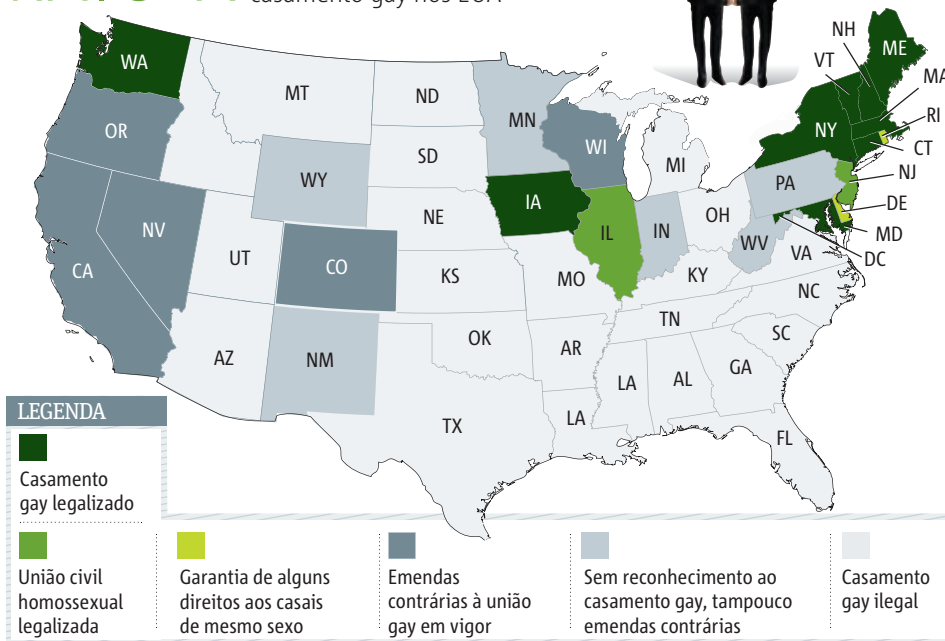 casamento gay nos EUA
WA
OR
CA
NV
MT
WY
UT
CO
AZ
NM
ND
SD
NE
KS
OK
TX
MN
IA
MO
AR
LA
WI
IL
MI
IN
OH
KY
TN
LA
AL
GA
FL
SC
NC
VA
WV
PA
NY
VT
NH
ME
MA
RI
CT
NJ
DE
MD
DC
LEGENDA
Casamento
gay legalizado
União civil
homossexual
legalizada
Garantia de alguns
direitos aos casais
de mesmo sexo
Emendas
contrárias à união
gay em vigor
Sem reconhecimento ao
casamento gay, tampouco
emendas contrárias
Casamento
gay ilegal